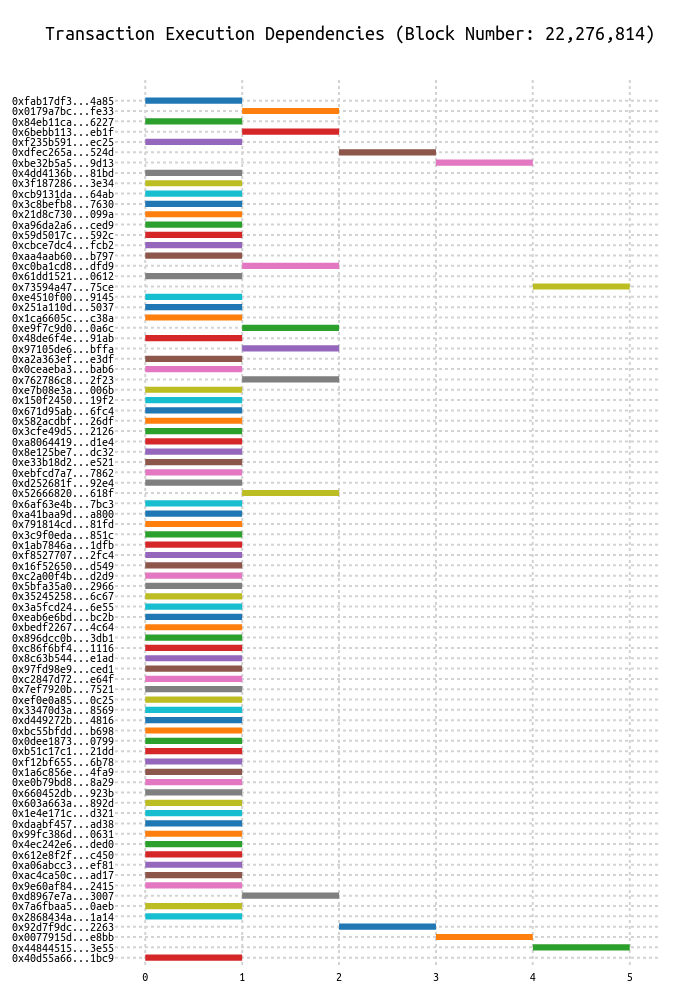 Transaction Execution Dependencies (Block Number: 22,276,814)
0xfab17df3...4a85
0x0179a7bc...fe33
0x84eb11ca...6227
0x6bebb113...eb1f
0xf235b591...ec25
0xdfec265a...524d
0xbe32b5a5...9d13
0x4dd4136b...81bd
0x3f187286...3e34
0xcb9131da...64ab
0x3c8befb8...7630
0x21d8c730...099a
0xa96da2a6...ced9
0x59d5017c...592c
0xcbce7dc4...fcb2
0xaa4aab60...b797
0xc0ba1cd8...dfd9
0x61dd1521...0612
0x73594a47...75ce
0xe4510f00...9145
0x251a110d...5037
0x1ca6605c...c38a
0xe9f7c9d0...0a6c
0x48de6f4e...91ab
0x97105de6...bffa
0xa2a363ef...e3df
0x0ceaeba3...bab6
0x762786c8...2f23
0xe7b08e3a...006b
0x150f2450...19f2
0x671d95ab...6fc4
0x582acdbf...26df
0x3cfe49d5...2126
0xa8064419...d1e4
0x8e125be7...dc32
0xe33b18d2...e521
0xebfcd7a7...7862
0xd252681f...92e4
0x52666820...618f
0x6af63e4b...7bc3
0xa41baa9d...a800
0x791814cd...81fd
0x3c9f0eda...851c
0x1ab7846a...1dfb
0xf8527707...2fc4
0x16f52650...d549
0xc2a00f4b...d2d9
0x5bfa35a0...2966
0x35245258...6c67
0x3a5fcd24...6e55
0xeab6e6bd...bc2b
0xbedf2267...4c64
0x896dcc0b...3db1
0xc86f6bf4...1116
0x8c63b544...e1ad
0x97fd98e9...ced1
0xc2847d72...e64f
0x7ef7920b...7521
0xef0e0a85...0c25
0x33470d3a...8569
0xd449272b...4816
0xbc55bfdd...b698
0x0dee1873...0799
0xb51c17c1...21dd
0xf12bf655...6b78
0x1a6c856e...4fa9
0xe0b79bd8...8a29
0x660452db...923b
0x603a663a...892d
0x1e4e171c...d321
0xdaabf457...ad38
0x99fc386d...0631
0x4ec242e6...ded0
0x612e8f2f...c450
0xa06abcc3...ef81
0xac4ca50c...ad17
0x9e60af84...2415
0xd8967e7a...3007
0x7a6fbaa5...0aeb
0x2868434a...1a14
0x92d7f9dc...2263
0x0077915d...e8bb
0x44844515...3e55
0x40d55a66...1bc9
0 1 2 3 4 5